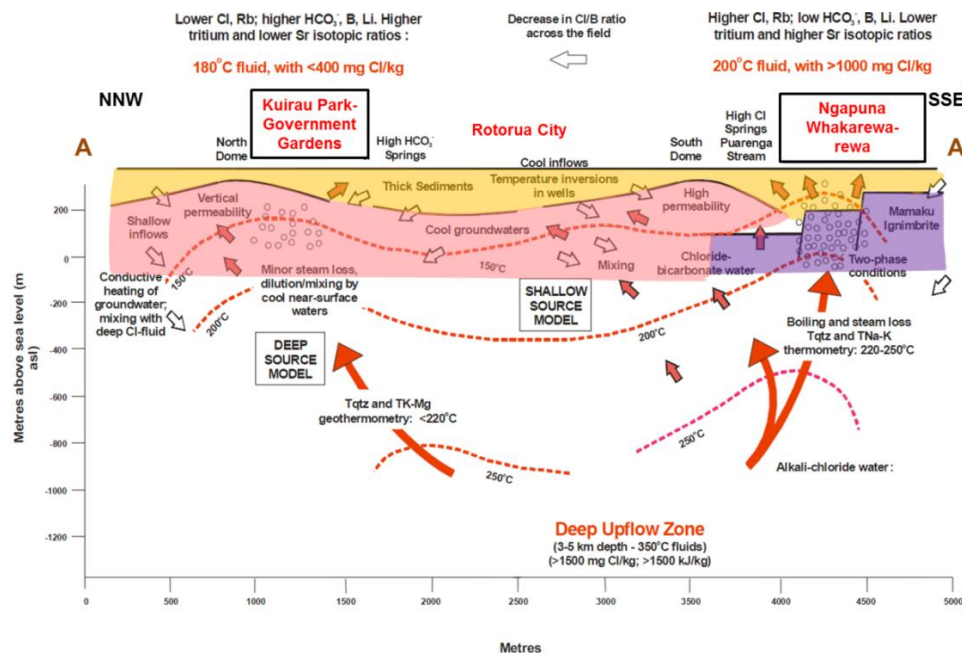 Lower Cl, Rb; higher HCO₃⁻, B, Li. Higher
tritium and lower Sr isotopic ratios :
180°C fluid, with <400 mg Cl/kg
Decrease in Cl/B ratio
across the field
Higher Cl, Rb; low HCO₃⁻, B, Li. Lower
tritium and higher Sr isotopic ratios
200°C fluid, with >1000 mg Cl/kg
NNW
SSE
Kuirau Park-
Government
Gardens
Rotorua City
Ngapuna
Whakarewa-
rewa
A
A
North
Dome
High HCO₃⁻
Springs
South
Dome
High Cl
Springs
Puarenga
Stream
Cool inflows
Temperature inversions
in wells
Thick Sediments
Vertical
permeability
High
permeability
Mamaku
Ignimbrite
Shallow
inflows
Cool groundwaters
Chloride-
bicarbonate water
Two-phase
conditions
150°C
150°C
Mixing
Conductive
heating of
groundwater;
mixing with
deep Cl-fluid
Minor steam loss,
dilution/mixing by
cool near-surface
waters
SHALLOW
SOURCE
MODEL
200°C
200°C
Boiling and steam loss
Tqtz and TNa-K
thermometry: 220-250°C
DEEP
SOURCE
MODEL
Tqtz and TK-Mg
geothermometry: <220°C
250°C
250°C
Alkali-chloride water :
Deep Upflow Zone
(3-5 km depth - 350°C fluids)
(>1500 mg Cl/kg; >1500 kJ/kg)
Metres above sea level (m
asl)
200
0
-200
-400
-600
-800
-1000
-1200
0
500
1000
1500
2000
2500
3000
3500
4000
4500
5000
Metres